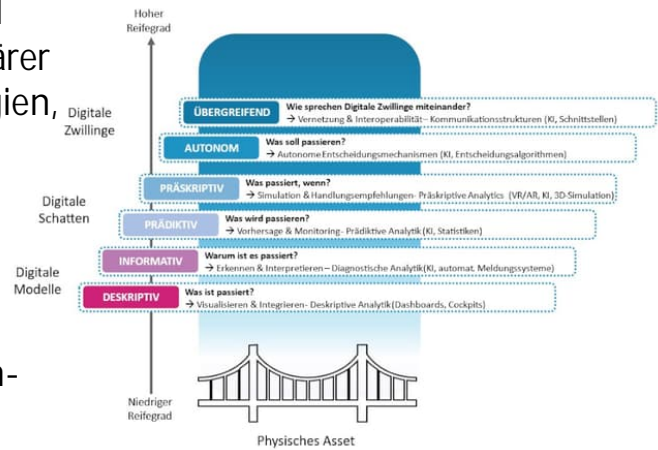 ärer
gien,
n-
Hoher
Reifegrad
Digitale
Zwillinge
ÜBERGREIFEND
Wie sprechen Digitale Zwillinge miteinander?
→ Vernetzung & Interoperabilität– Kommunikationsstrukturen (KI, Schnittstellen)
AUTONOM
Was soll passieren?
→ Autonome Entscheidungsmechanismen (KI, Entscheidungsalgorithmen)
Digitale
Schatten
PRÄSKRIPTIV
Was passiert, wenn?
→ Simulation & Handlungsempfehlungen- Präskriptive Analytics (VR/AR, KI, 3D-Simulation)
PRÄDIKTIV
Was wird passieren?
→ Vorhersage & Monitoring- Prädiktive Analytik (KI, Statistiken)
Digitale
Modelle
INFORMATIV
Warum ist es passiert?
→ Erkennen & Interpretieren– Diagnostische Analytik(KI, automat. Meldungssysteme)
DESKRIPTIV
Was ist passiert?
→ Visualisieren & Integrieren- Deskriptive Analytik(Dashboards, Cockpits)
Niedriger
Reifegrad
Physisches Asset